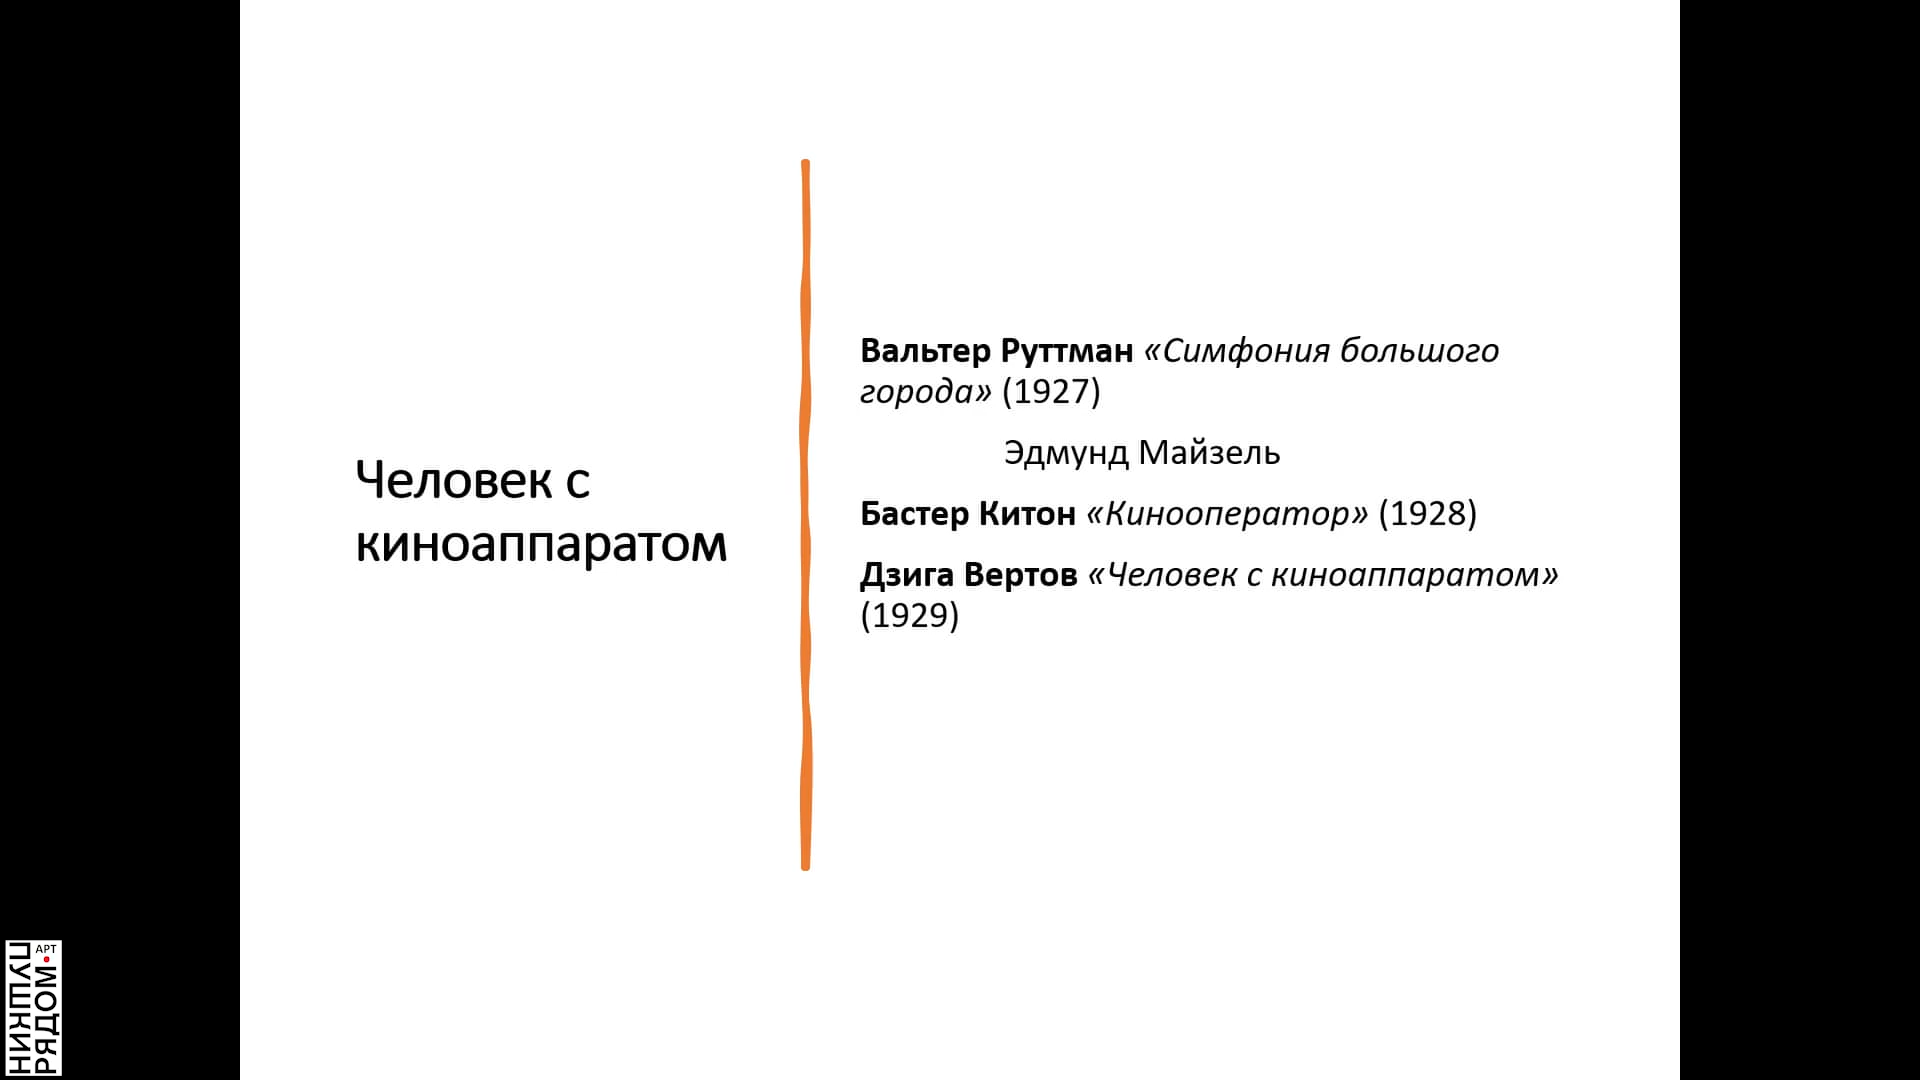 Человек с
киноаппаратом
Вальтер Руттман «Симфония большого
города» (1927)
Эдмунд Майзель
Бастер Китон «Кинооператор» (1928)
Дзига Вертов «Человек с киноаппаратом»
(1929)
ПУШКИН
РЯДОМ•АРТ